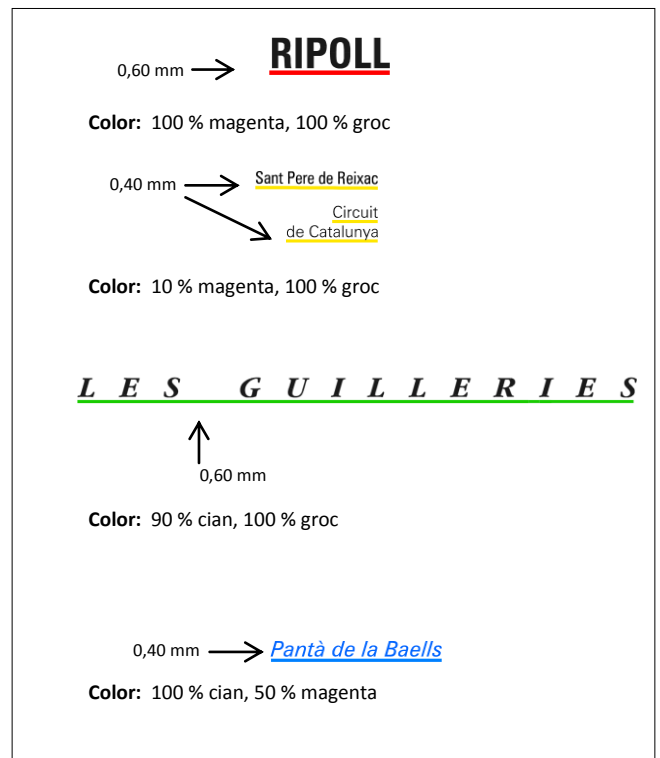 RIPOLL
0,60 mm
Color: 100 % magenta, 100 % groc
0,40 mm
Sant Pere de Reixac
Circuit
de Catalunya
Color: 10 % magenta, 100 % groc
LES GUILLERIES
0,60 mm
Color: 90 % cian, 100 % groc
0,40 mm
Pantà de la Baells
Color: 100 % cian, 50 % magenta